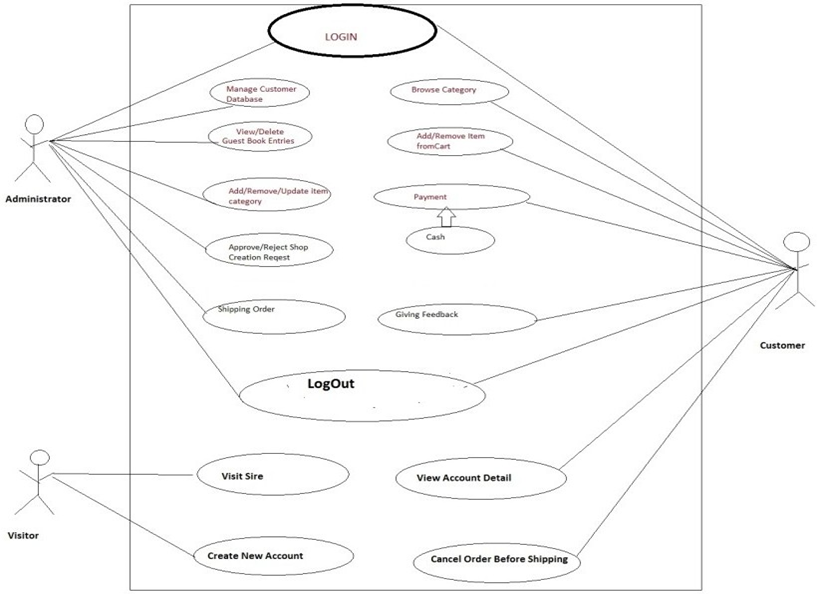 LOGIN
Manage Customer
Database
Browse Category
View/Delete
Guest Book Entries
Add/Remove Item
fromCart
Administrator
Add/Remove/Update Item
category
Payment
Approve/Reject Shop
Creation Reqest
Cash
Shipping Order
Giving Feedback
Customer
LogOut
Visit Sire
View Account Detail
Visitor
Create New Account
Cancel Order Before Shipping